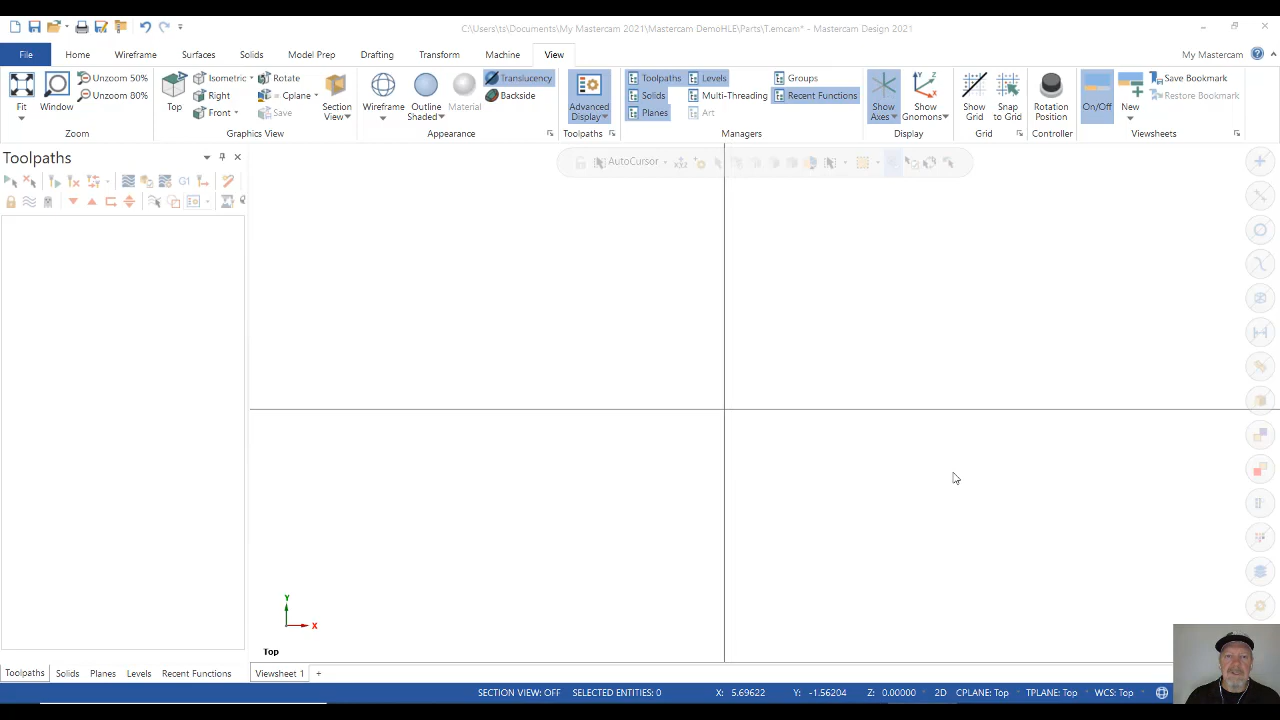 C:\Users\ts\Documents\My Mastercam 2021\Mastercam DemoHLE\Parts\T.emcam* - Mastercam Design 2021
File Home Wireframe Surfaces Solids Model Prep Drafting Transform Machine View My Mastercam
Unzoom 50% Isometric Rotate Translucency Toolpaths Levels Groups Save Bookmark
Unzoom 80% Right Cplane Backside Solids Multi-Threading Recent Functions Restore Bookmark
Front Save Planes Art
Fit Window Top Section View Wireframe Outline Shaded Material Advanced Display Show Axes Show Gnomons Show Grid Snap to Grid Rotation Position On/Off New
Zoom Graphics View Appearance Toolpaths Managers Display Grid Controller Viewsheets
Toolpaths
AutoCursor
G1
Y
X
Top
Toolpaths Solids Planes Levels Recent Functions Viewsheet 1 +
SECTION VIEW: OFF SELECTED ENTITIES: 0 X: 5.69622 Y: -1.56204 Z: 0.00000 2D CPLANE: Top TPLANE: Top WCS: Top